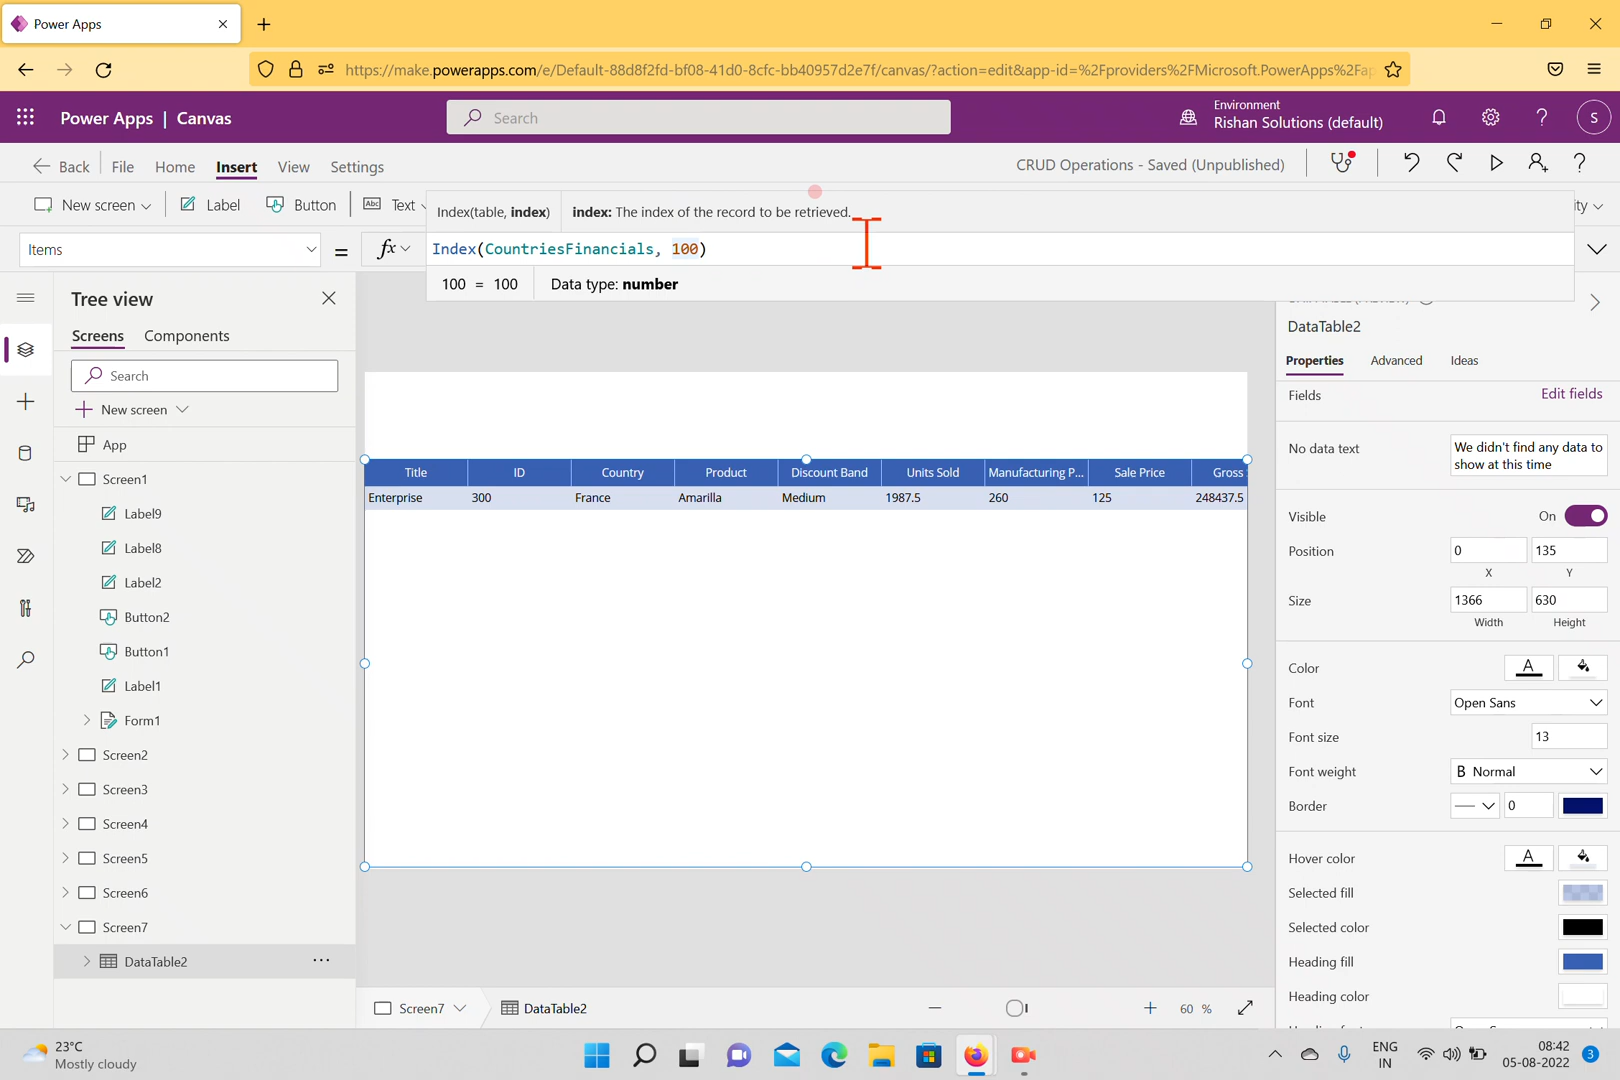 Power Apps
https://make.powerapps.com/e/Default-88d8f2fd-bf08-41d0-8cfc-bb40957d2e7f/canvas/?action=edit&app-id=%2Fproviders%2FMicrosoft.PowerApps%2Fap
Power Apps | Canvas
Search
Environment
Rishan Solutions (default)
S
Back File Home Insert View Settings
CRUD Operations - Saved (Unpublished)
New screen Label Button Abc Text
Index(table, index) index: The index of the record to be retrieved.
ity
Items = fx Index(CountriesFinancials, 100)
100 = 100 Data type: number
Tree view
Screens Components
Search
New screen
App
Screen1
Label9
Label8
Label2
Button2
Button1
Label1
Form1
Screen2
Screen3
Screen4
Screen5
Screen6
Screen7
DataTable2
Title ID Country Product Discount Band Units Sold Manufacturing P... Sale Price Gross
Enterprise 300 France Amarilla Medium 1987.5 260 125 248437.5
Screen7 DataTable2
60 %
DataTable2
Properties Advanced Ideas
Fields Edit fields
No data text We didn't find any data to
show at this time
Visible On
Position 0 135
X Y
Size 1366 630
Width Height
Color A
Font Open Sans
Font size 13
Font weight B Normal
Border 0
Hover color A
Selected fill
Selected color
Heading fill
Heading color
23°C
Mostly cloudy
ENG
IN
08:42
05-08-2022
3